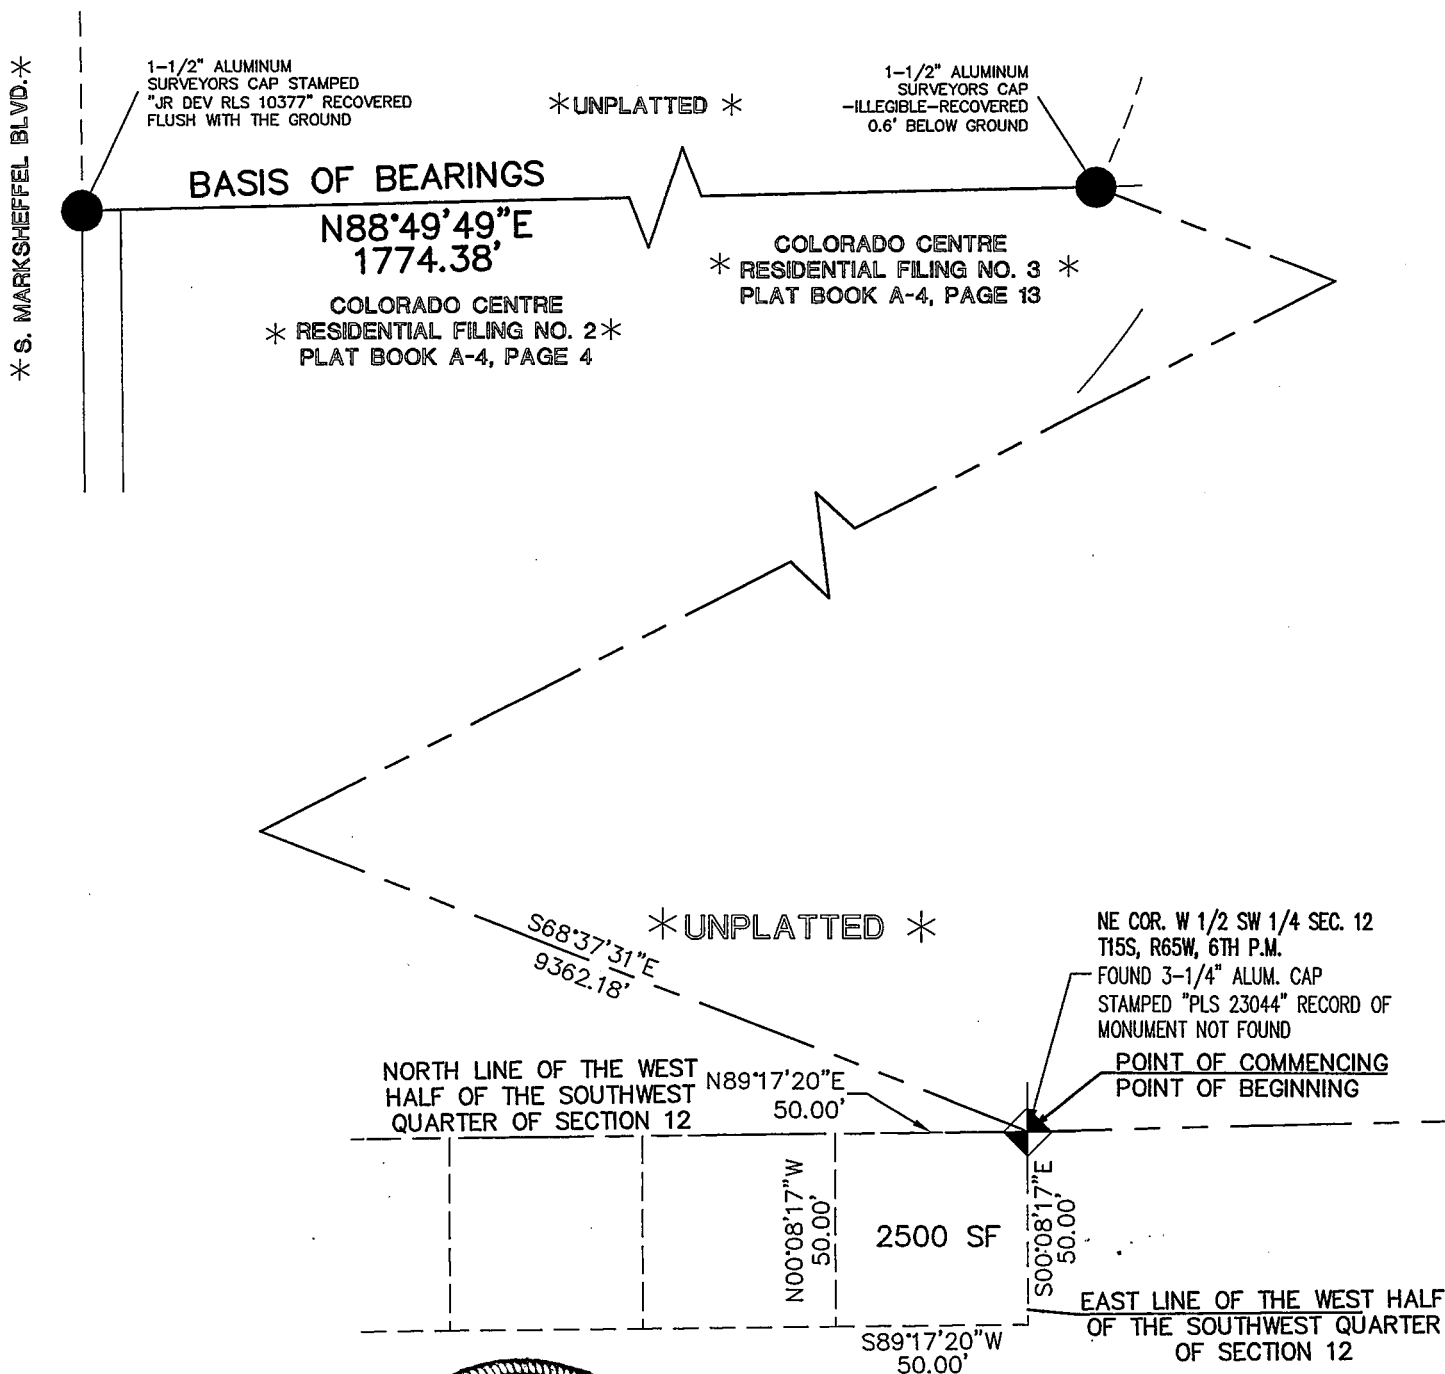 *S. MARKSHEFFEL BLVD.*
1-1/2" ALUMINUM
SURVEYORS CAP STAMPED
"JR DEV RLS 10377" RECOVERED
FLUSH WITH THE GROUND
*UNPLATTED *
1-1/2" ALUMINUM
SURVEYORS CAP
-ILLEGIBLE-RECOVERED
0.6' BELOW GROUND
BASIS OF BEARINGS
N88°49'49"E
1774.38'
COLORADO CENTRE
* RESIDENTIAL FILING NO. 3 *
PLAT BOOK A-4, PAGE 13
COLORADO CENTRE
* RESIDENTIAL FILING NO. 2*
PLAT BOOK A-4, PAGE 4
S68°37'31"E
9362.18'
*UNPLATTED *
NE COR. W 1/2 SW 1/4 SEC. 12
T15S, R65W, 6TH P.M.
FOUND 3-1/4" ALUM. CAP
STAMPED "PLS 23044" RECORD OF
MONUMENT NOT FOUND
POINT OF COMMENCING
POINT OF BEGINNING
NORTH LINE OF THE WEST
HALF OF THE SOUTHWEST
QUARTER OF SECTION 12
N89°17'20"E
50.00'
N00°08'17"W
50.00'
2500 SF
S00°08'17"E
50.00'
EAST LINE OF THE WEST HALF
OF THE SOUTHWEST QUARTER
OF SECTION 12
S89°17'20"W
50.00'